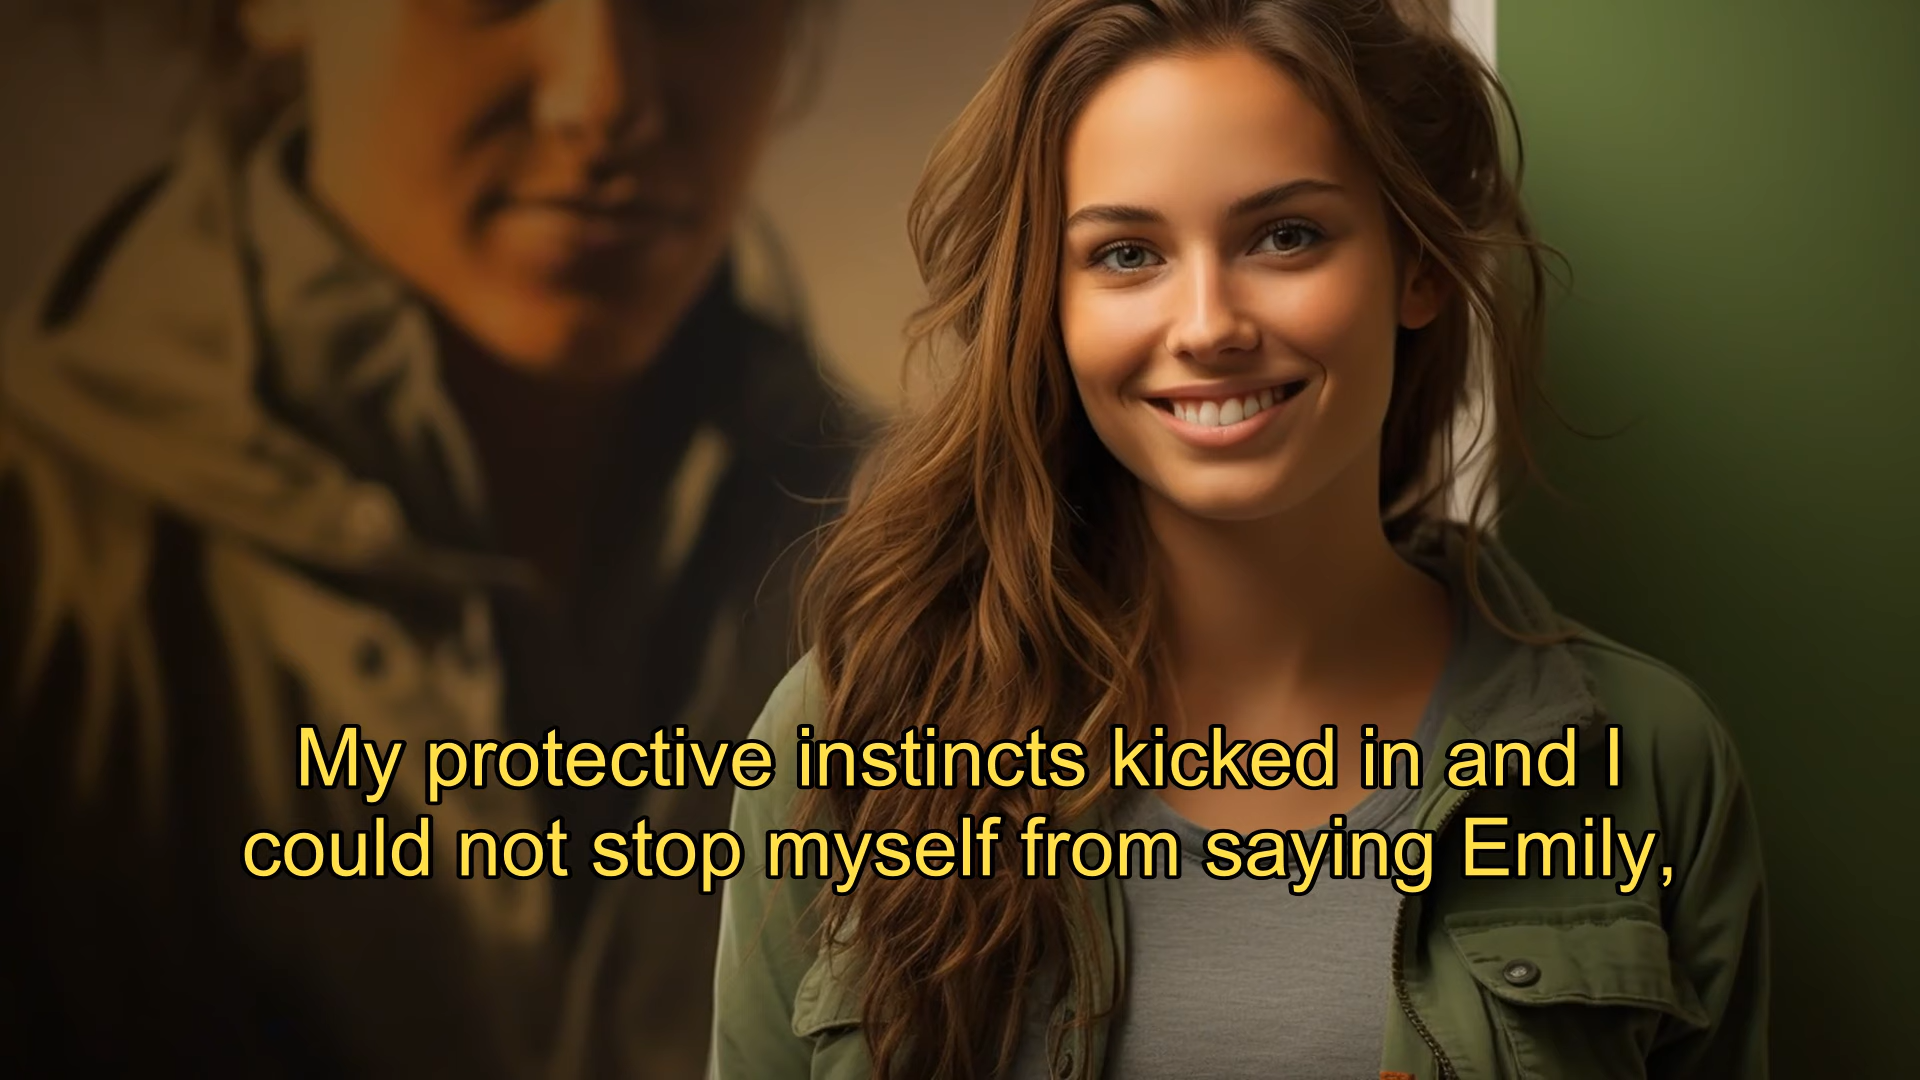 My protective instincts kicked in and I
could not stop myself from saying Emily,